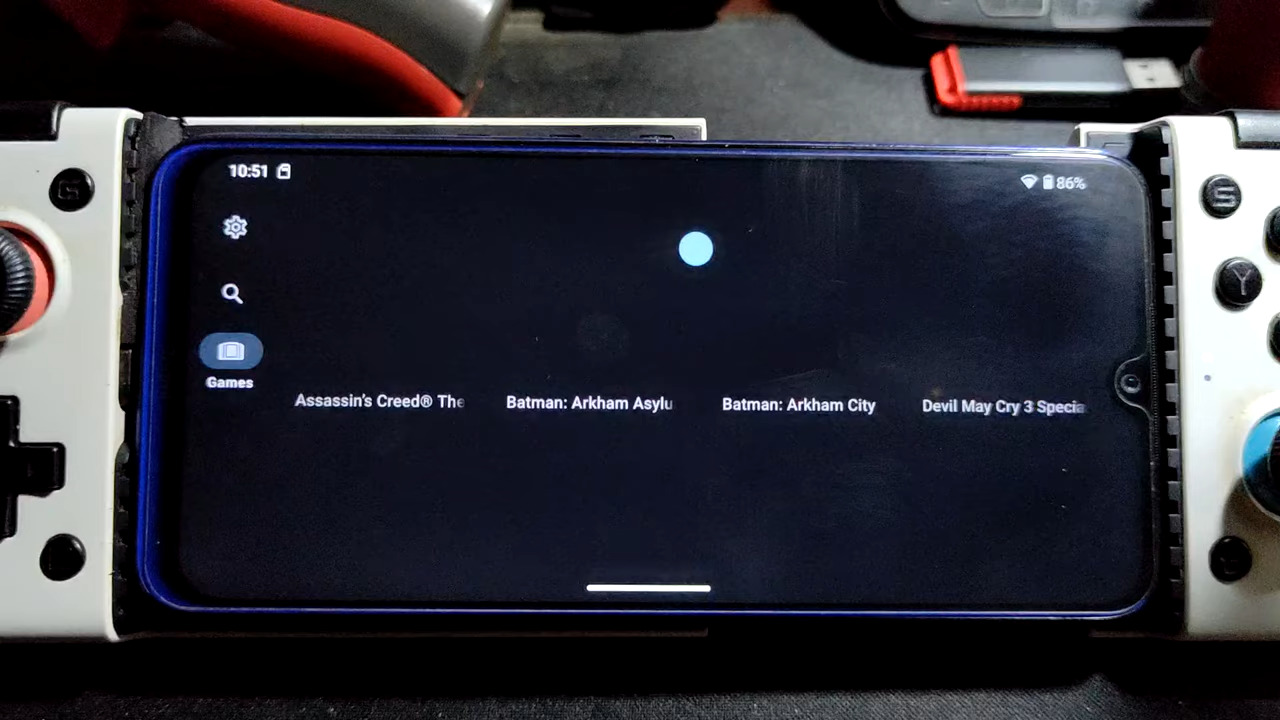 10:51
86%
Games
Assassin's Creed® The
Batman: Arkham Asylu
Batman: Arkham City
Devil May Cry 3 Specia
G
S
Y